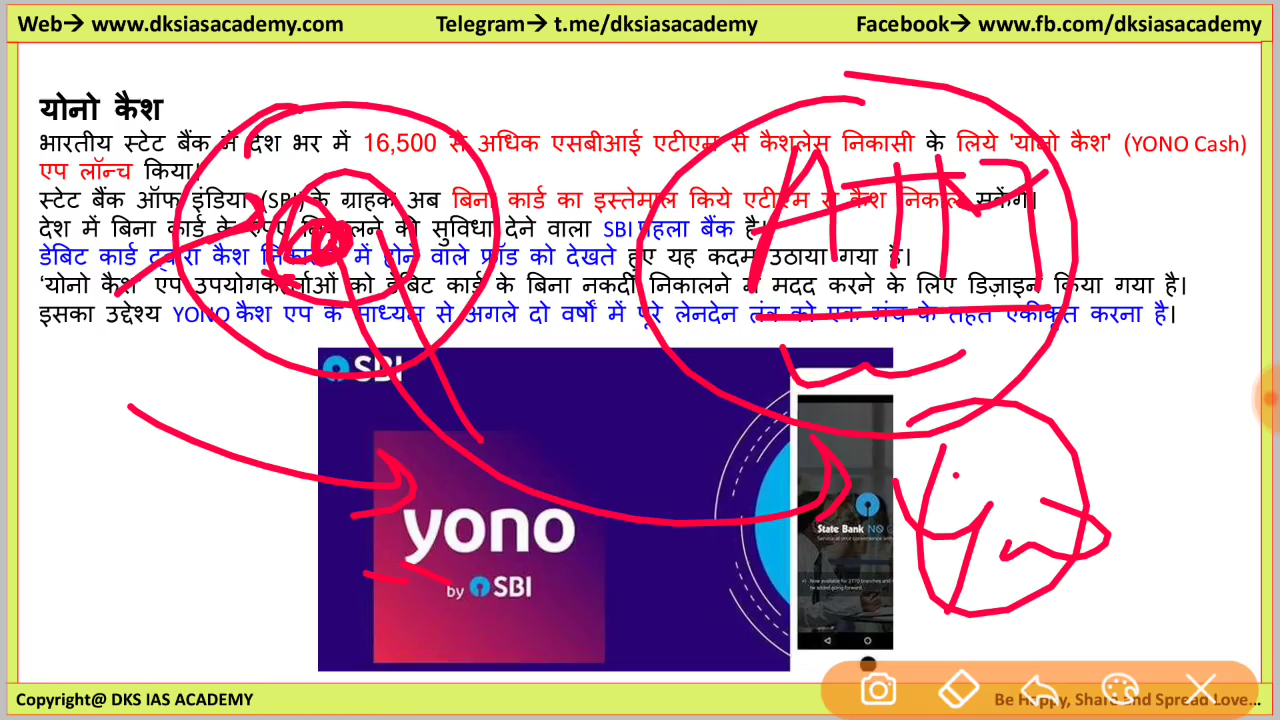 Web→ www.dksiasacademy.com Telegram→ t.me/dksiasacademy Facebook→ www.fb.com/dksiasacademy
योनो कैश
भारतीय स्टेट बैंक ने देश भर में 16,500 से अधिक एसबीआई एटीएम से कैशलेस निकासी के लिये 'योनो कैश' (YONO Cash)
एप लॉन्च किया।
स्टेट बैंक ऑफ इंडिया (SBI) के ग्राहक अब बिना कार्ड का इस्तेमाल किये एटीएम से कैश निकाल सकेंगे।
देश में बिना कार्ड के रुपए निकालने की सुविधा देने वाला SBI पहला बैंक है।
डेबिट कार्ड द्वारा कैश निकालने में होने वाले फ्रॉड को देखते हुए यह कदम उठाया गया है।
'योनो कैश' एप उपयोगकर्त्ताओं को डेबिट कार्ड के बिना नकदी निकालने में मदद करने के लिए डिज़ाइन किया गया है।
इसका उद्देश्य YONO कैश एप के माध्यम से अगले दो वर्षों में पूरे लेनदेन तंत्र को एक मंच के तहत एकीकृत करना है।
ATM
SBI
yono
by SBI
State Bank
Copyright@ DKS IAS ACADEMY
Be Happy, Share and Spread Love...